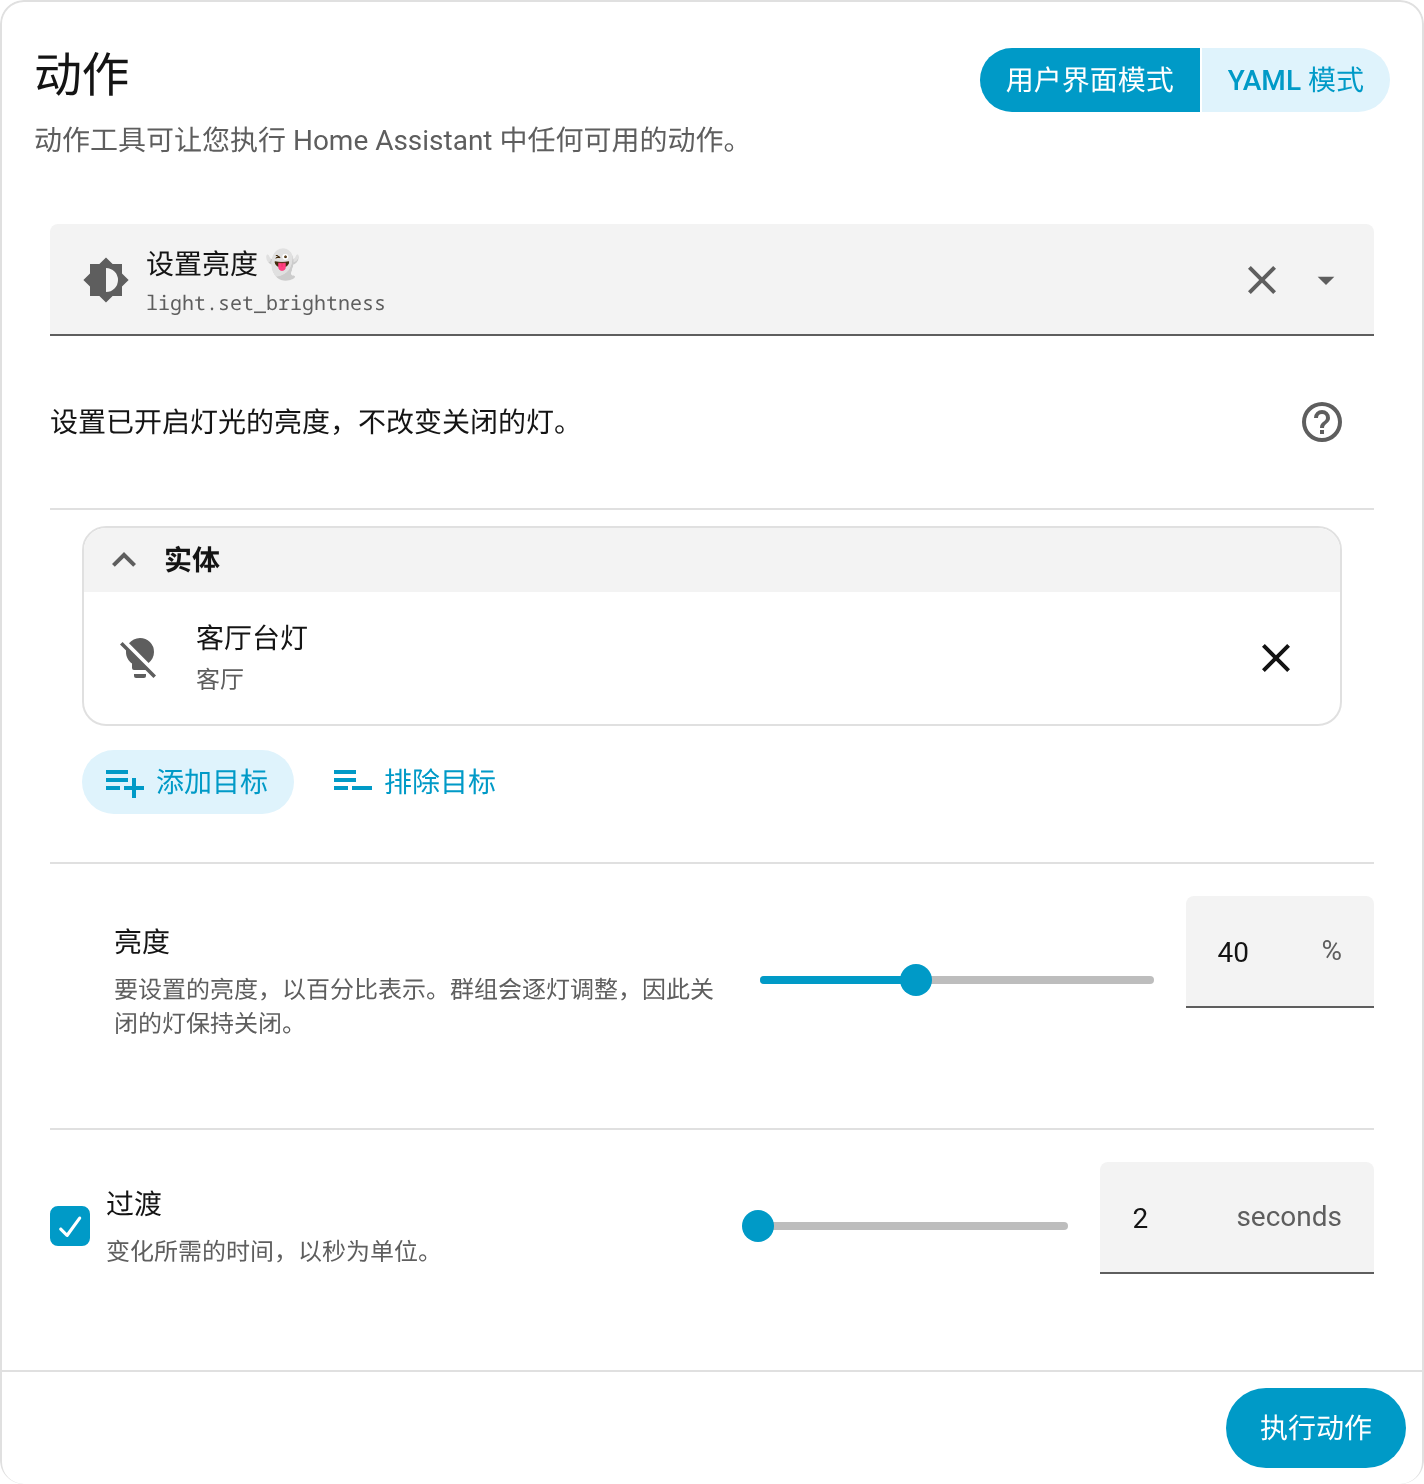 动作
用户界面模式
YAML 模式
动作工具可让您执行 Home Assistant 中任何可用的动作。
设置亮度 👻
light.set_brightness
设置已开启灯光的亮度，不改变关闭的灯。
实体
客厅台灯
客厅
添加目标
排除目标
亮度
要设置的亮度，以百分比表示。群组会逐灯调整，因此关
闭的灯保持关闭。
40 %
过渡
变化所需的时间，以秒为单位。
2 seconds
执行动作